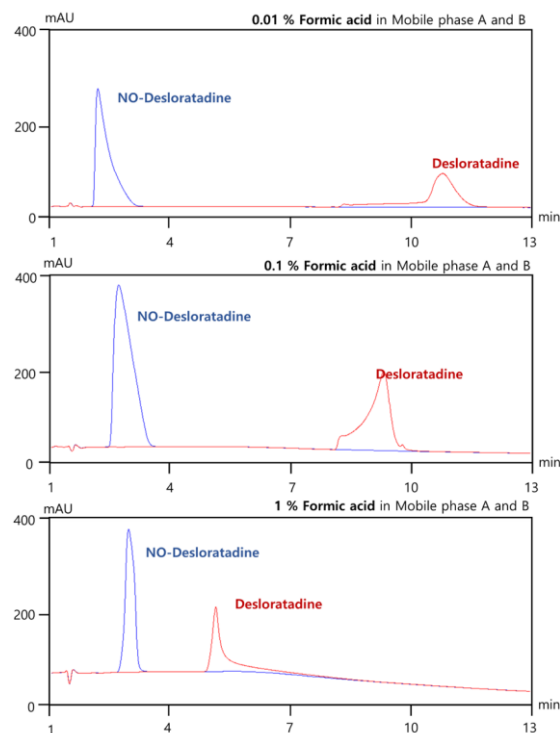 mAU
0.01 % Formic acid in Mobile phase A and B
400
NO-Desloratadine
200
Desloratadine
0
min
1 4 7 10 13
mAU
0.1 % Formic acid in Mobile phase A and B
400
NO-Desloratadine
200
Desloratadine
0
min
1 4 7 10 13
mAU
1 % Formic acid in Mobile phase A and B
400
NO-Desloratadine
200
Desloratadine
0
min
1 4 7 10 13